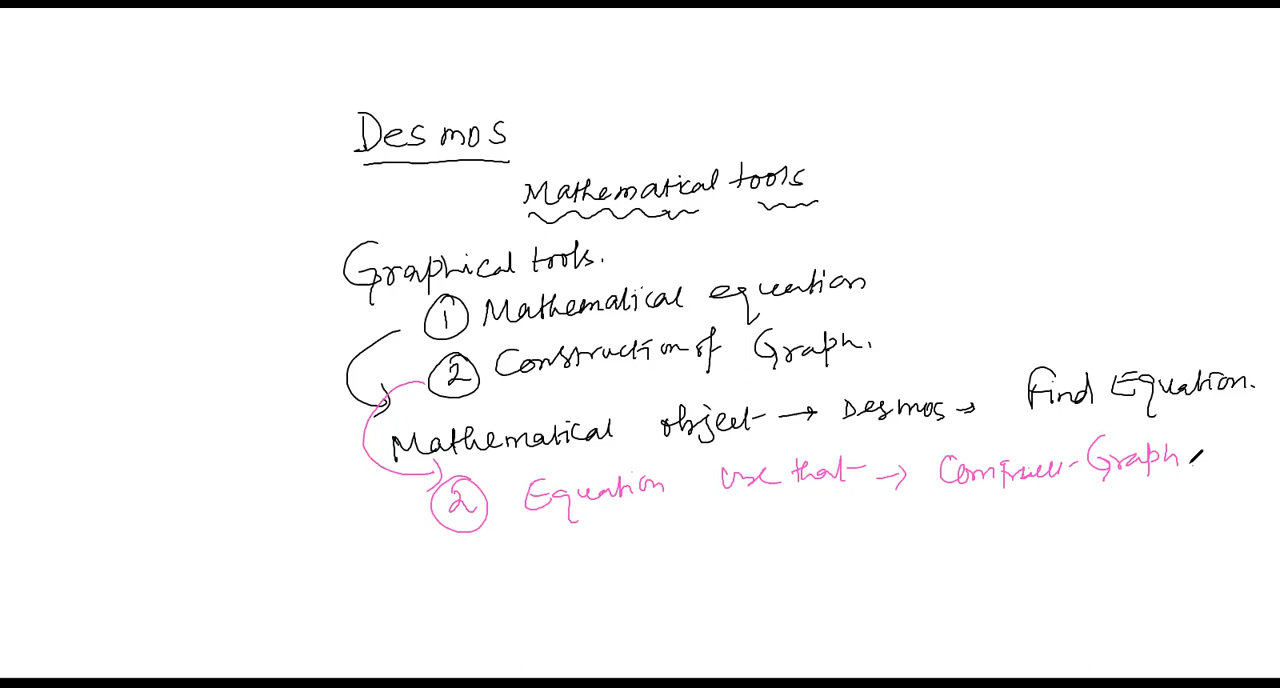 Desmos
Mathematical tools
Graphical tools.
① Mathematical equation
② Construction of Graph.
Mathematical object → Desmos → Find Equation.
② Equation use that → Graph